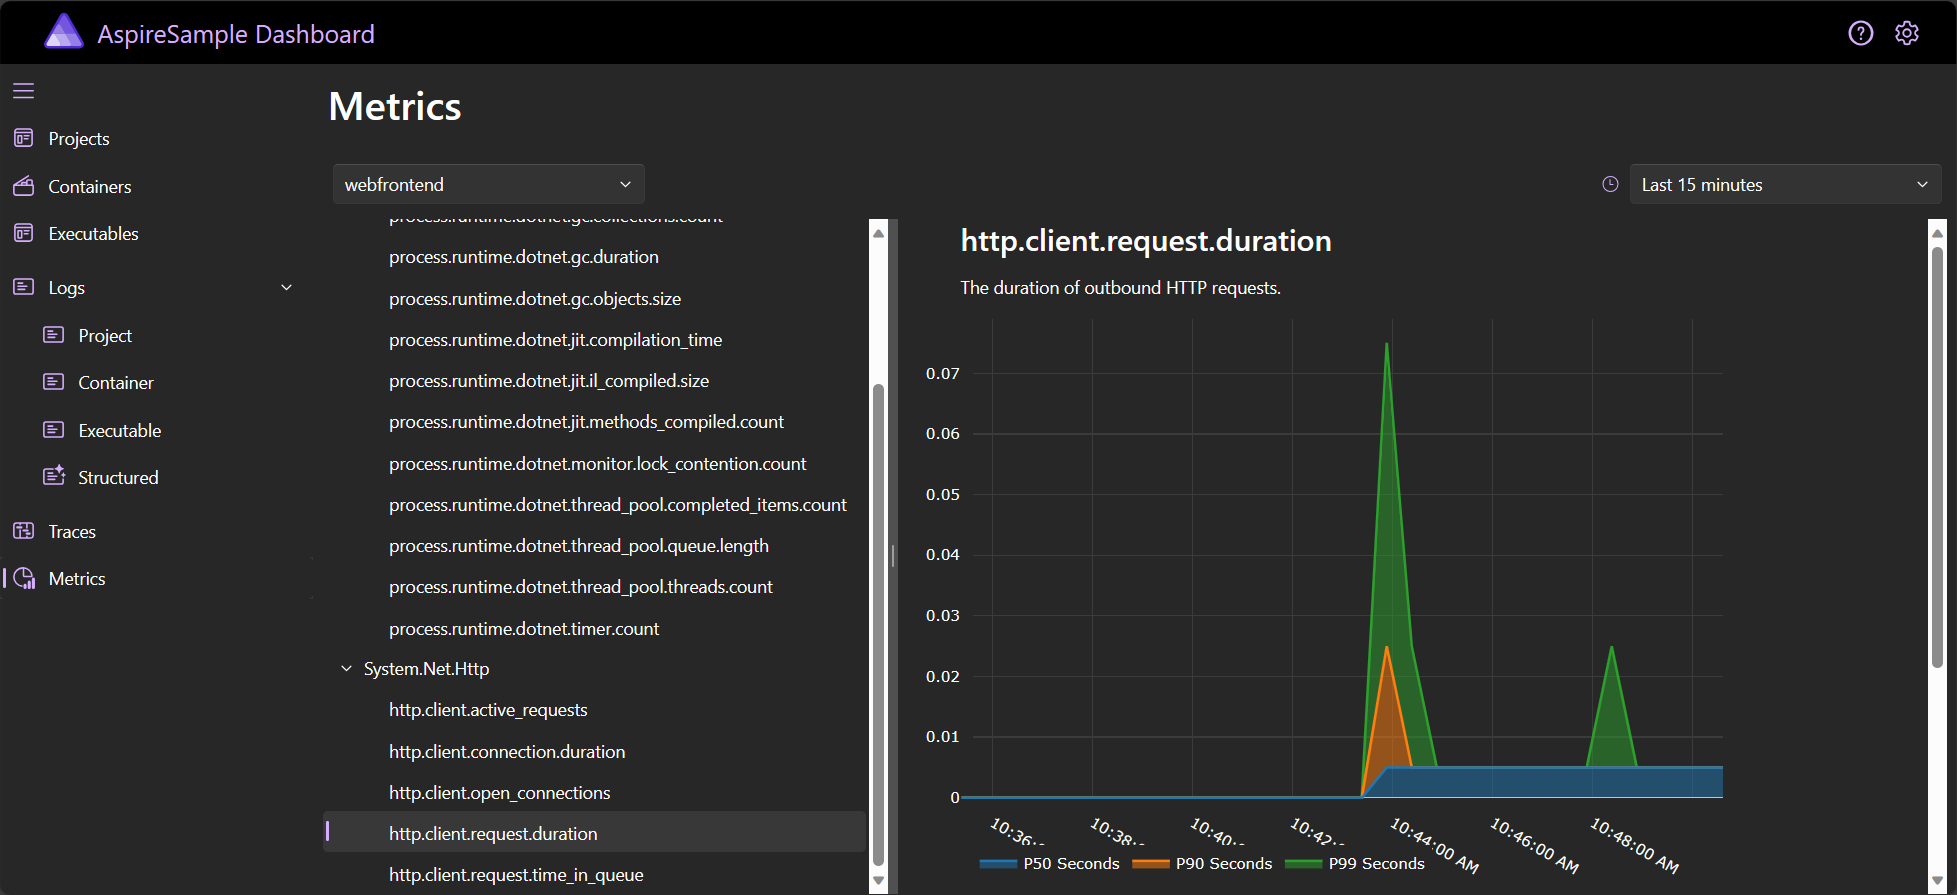 AspireSample Dashboard
Projects
Containers
Executables
Logs
Project
Container
Executable
Structured
Traces
Metrics
Metrics
webfrontend
Last 15 minutes
process.runtime.dotnet.gc.collections.count
process.runtime.dotnet.gc.duration
process.runtime.dotnet.gc.objects.size
process.runtime.dotnet.jit.compilation_time
process.runtime.dotnet.jit.il_compiled.size
process.runtime.dotnet.jit.methods_compiled.count
process.runtime.dotnet.monitor.lock_contention.count
process.runtime.dotnet.thread_pool.completed_items.count
process.runtime.dotnet.thread_pool.queue.length
process.runtime.dotnet.thread_pool.threads.count
process.runtime.dotnet.timer.count
System.Net.Http
http.client.active_requests
http.client.connection.duration
http.client.open_connections
http.client.request.duration
http.client.request.time_in_queue
http.client.request.duration
The duration of outbound HTTP requests.
0.07
0.06
0.05
0.04
0.03
0.02
0.01
0
10:36:
10:38:
10:40:
10:42:
10:44:00 AM
10:46:00 AM
10:48:00 AM
P50 Seconds
P90 Seconds
P99 Seconds